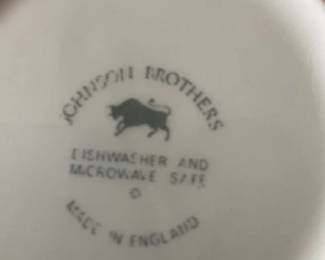 JOHNSON BROTHERS
DISHWASHER AND
MICROWAVE SAFE
©
MADE IN ENGLAND